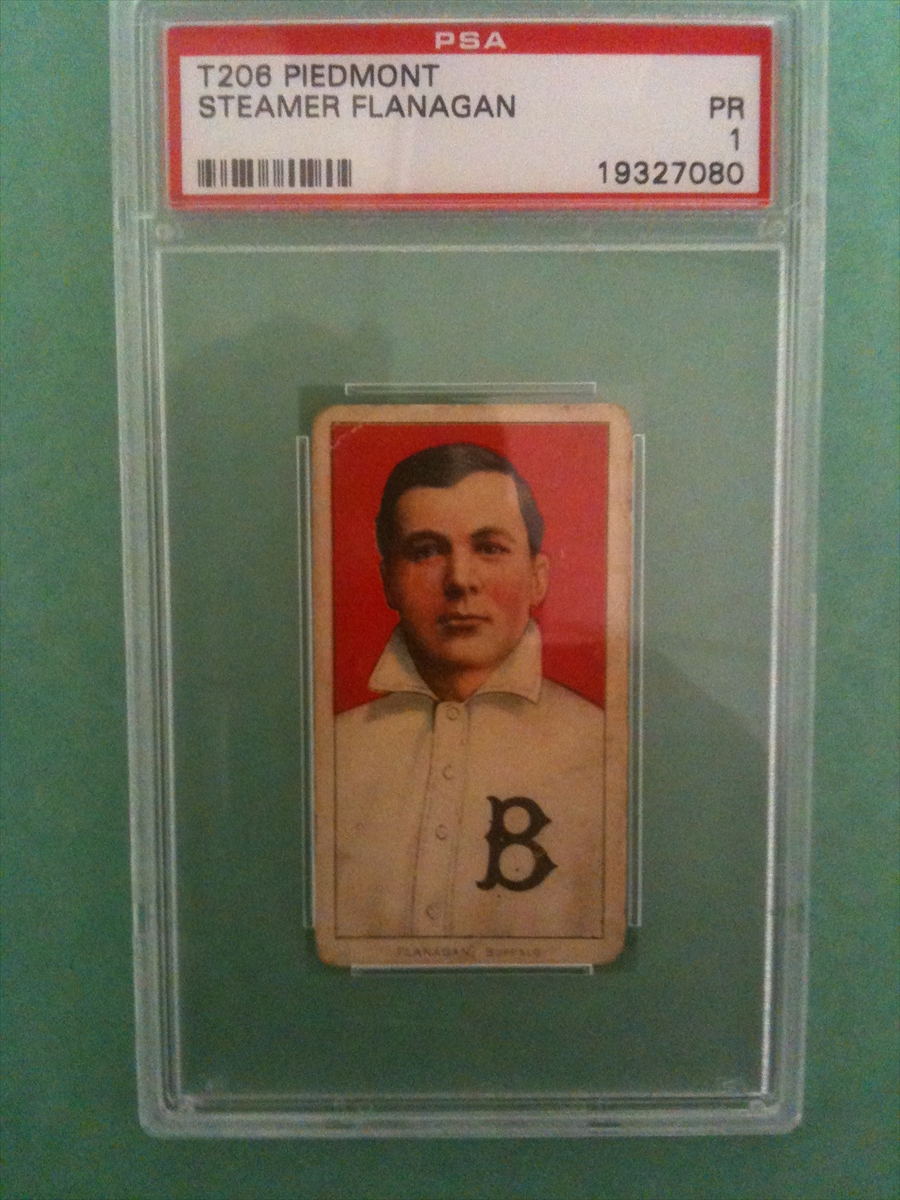 PSA
T206 PIEDMONT
STEAMER FLANAGAN
PR
1
19327080
B
FLANAGAN, BUFFALO